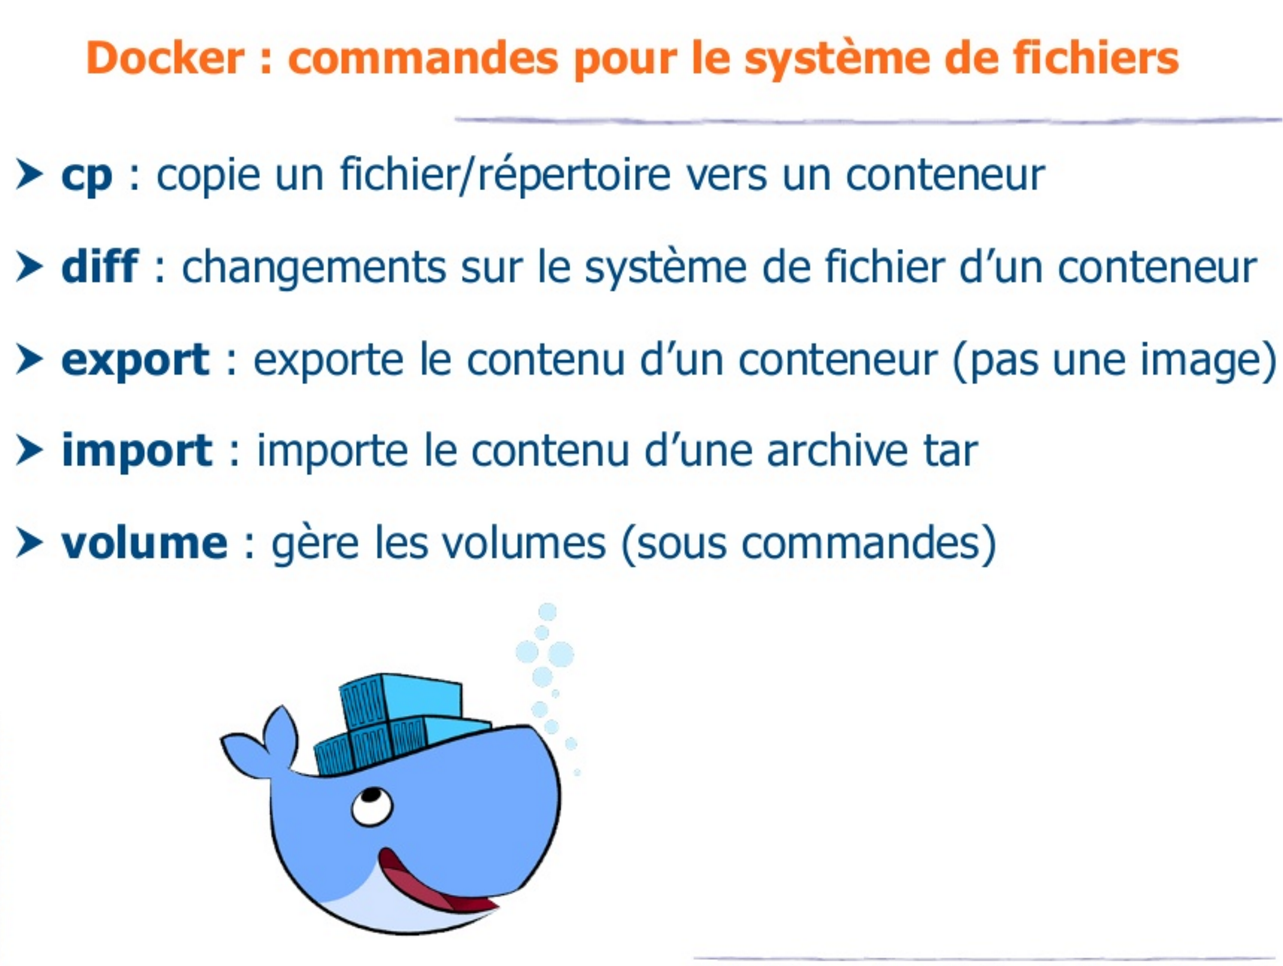 Docker : commandes pour le système de fichiers
➤ cp : copie un fichier/répertoire vers un conteneur
➤ diff : changements sur le système de fichier d’un conteneur
➤ export : exporte le contenu d’un conteneur (pas une image)
➤ import : importe le contenu d’une archive tar
➤ volume : gère les volumes (sous commandes)